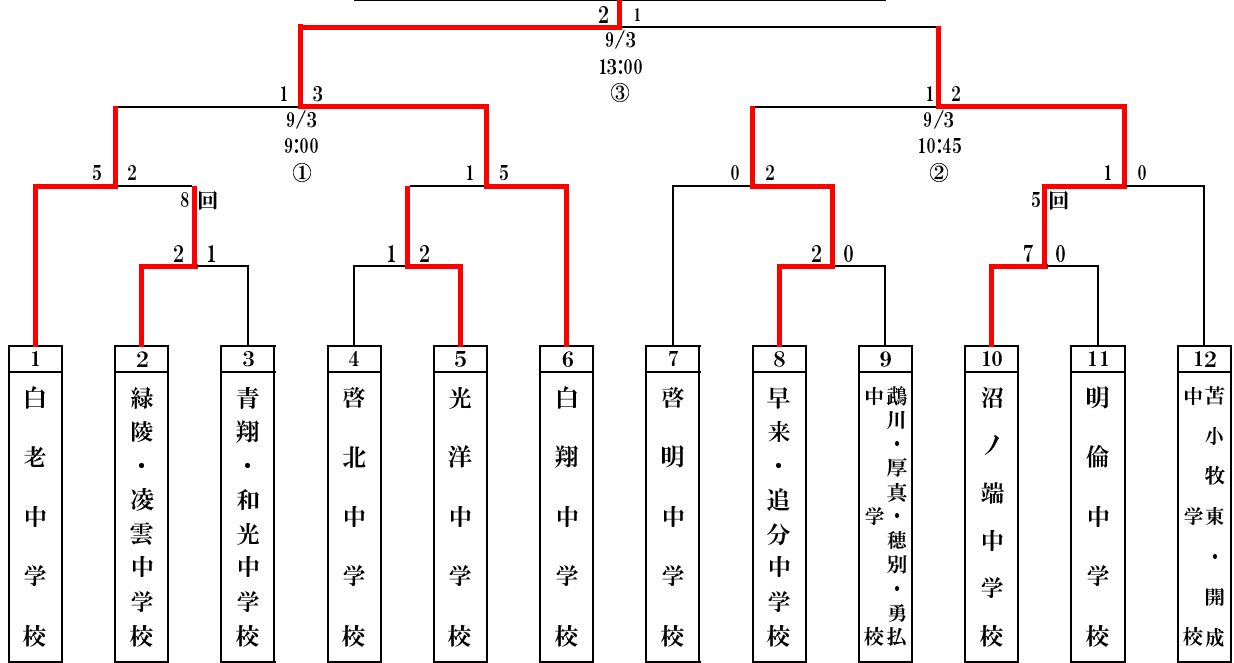 2 1
9/3
13:00
③
1 3
9/3
9:00
①
1 2
9/3
10:45
②
5 2
1 5
0 2
1 0
8回
5回
2 1
1 2
2 0
7 0
1 2 3 4 5 6 7 8 9 10 11 12
白老中学校
緑陵・凌雲中学校
青翔・和光中学校
啓北中学校
光洋中学校
白翔中学校
啓明中学校
早来・追分中学校
鵡川・厚真・穂別・勇払
中学校
沼ノ端中学校
明倫中学校
苫小牧東・開成
中学校